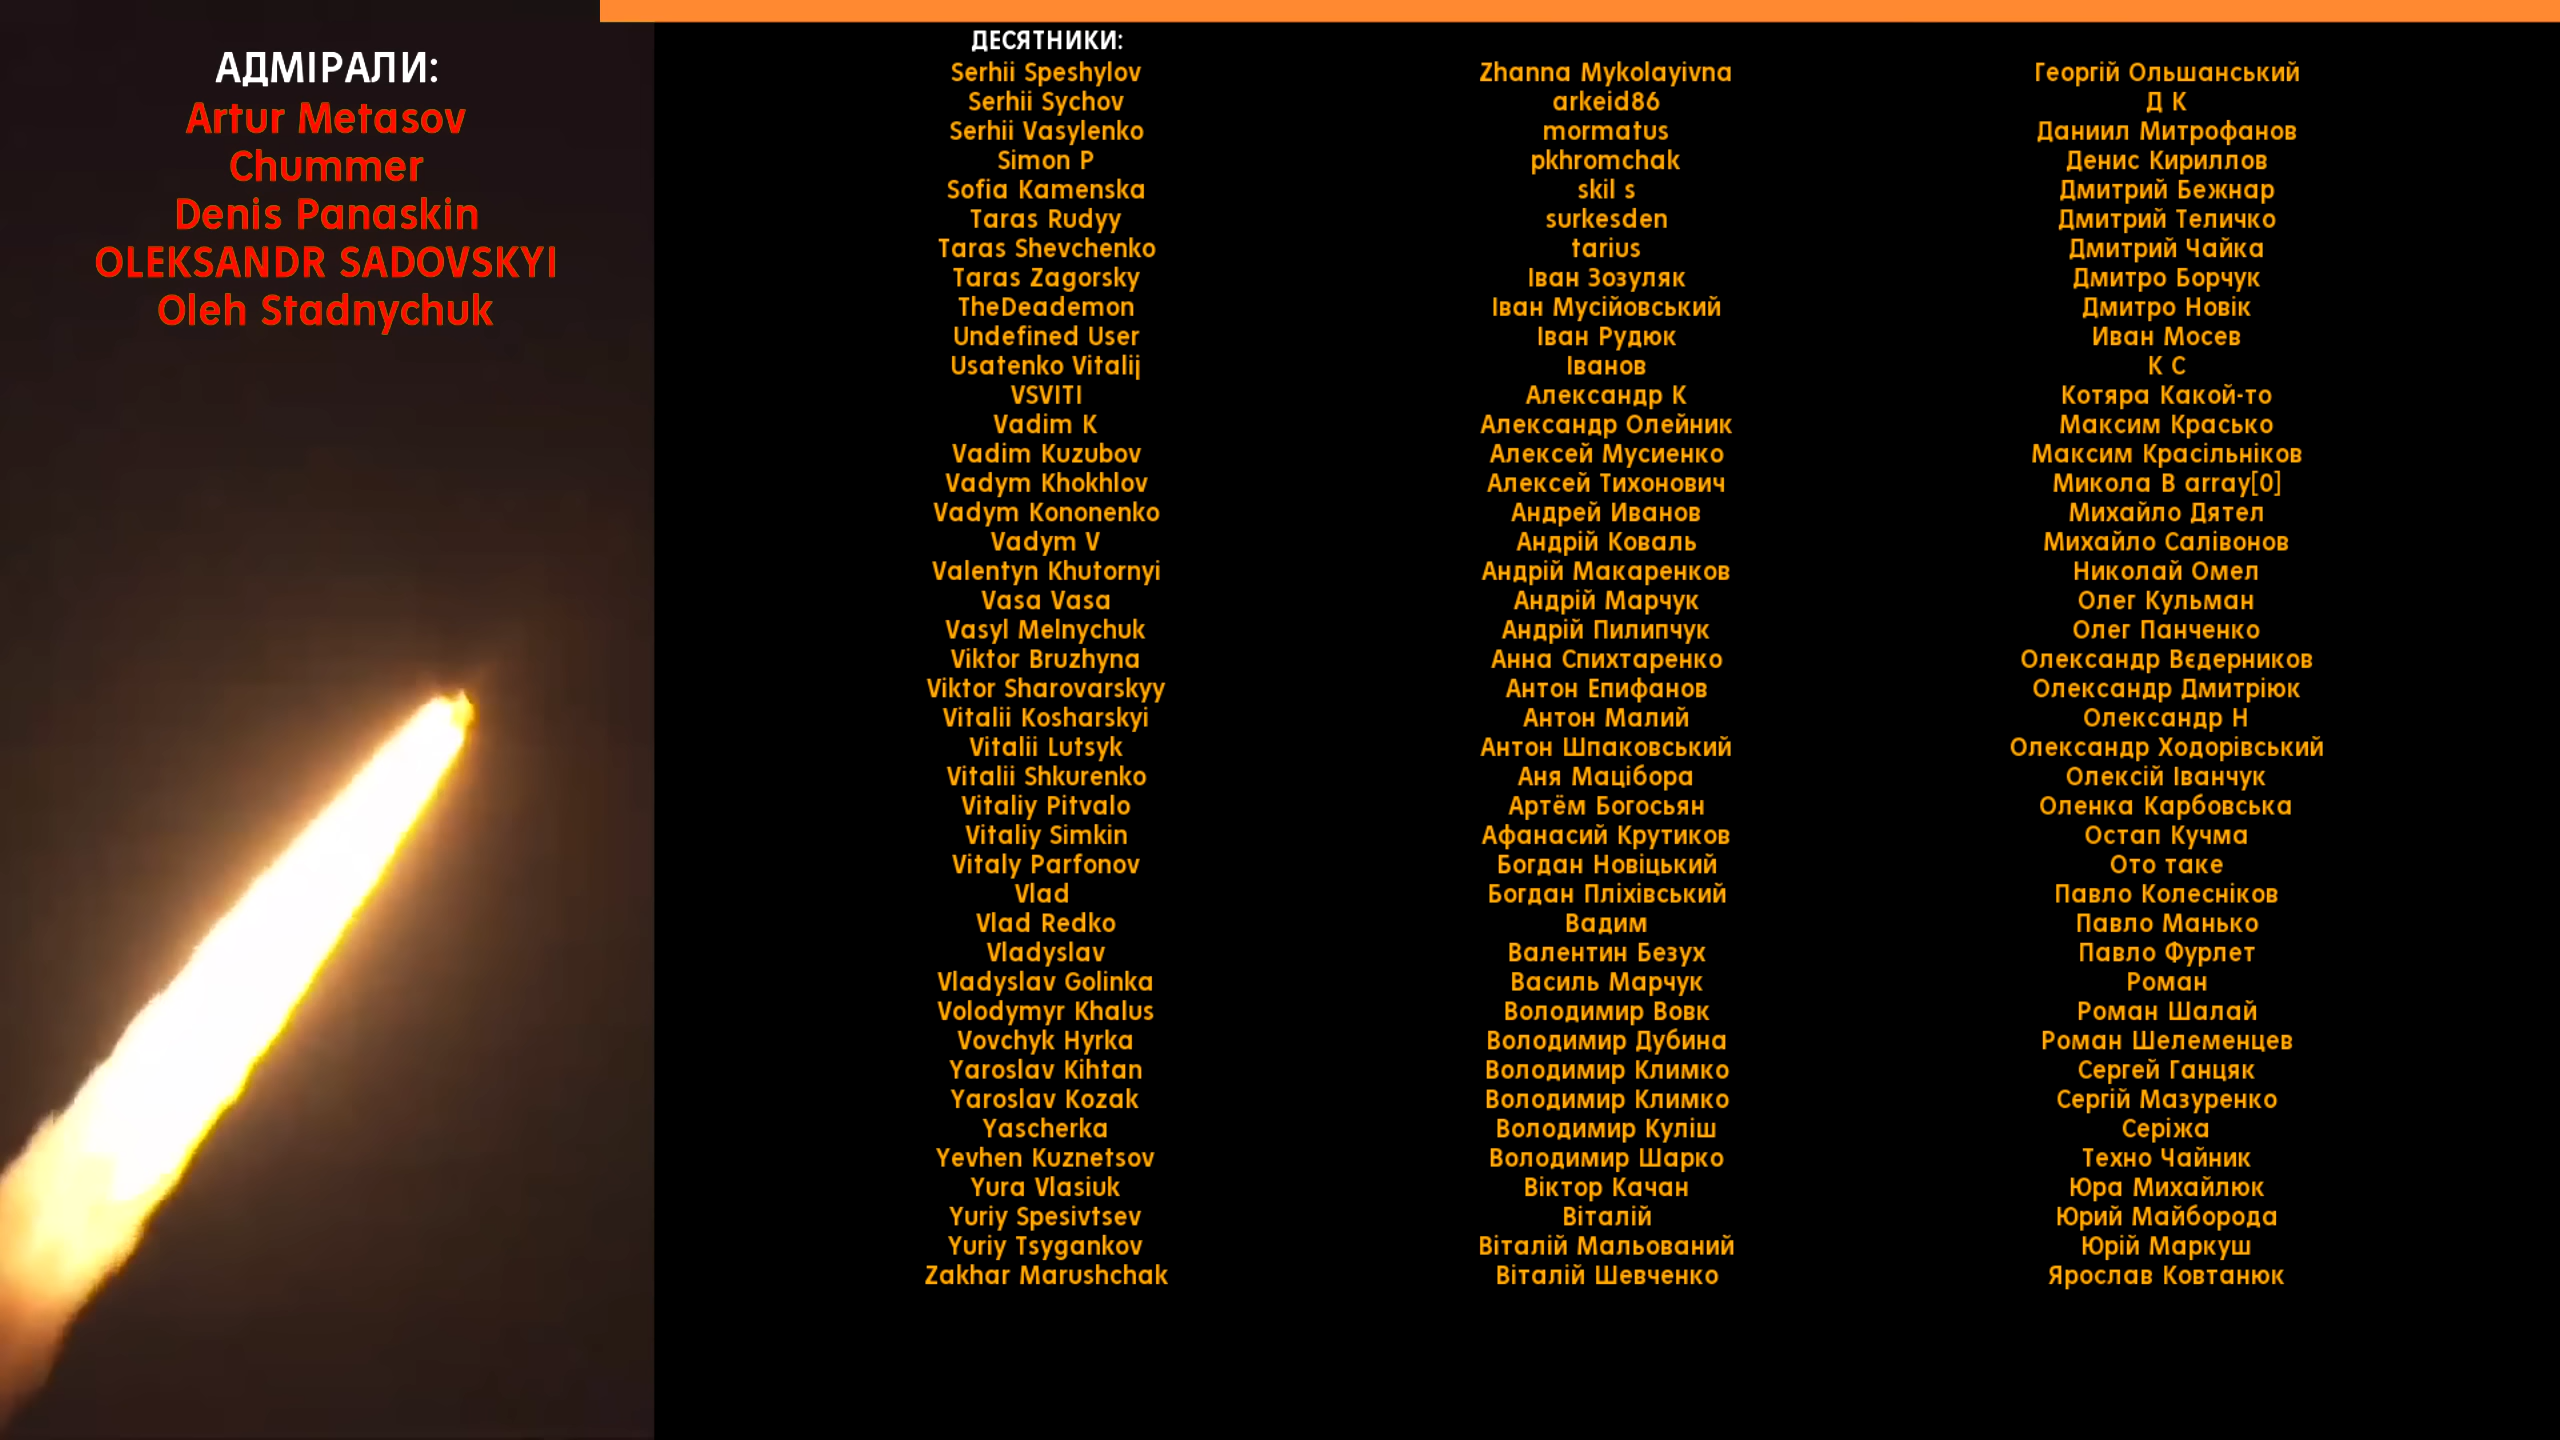 АДМІРАЛИ:
Artur Metasov
Chummer
Denis Panaskin
OLEKSANDR SADOVSKYI
Oleh Stadnychuk
ДЕСЯТНИКИ:
Serhii Speshylov
Serhii Sychov
Serhii Vasylenko
Simon P
Sofia Kamenska
Taras Rudyy
Taras Shevchenko
Taras Zagorsky
TheDeademon
Undefined User
Usatenko Vitalij
VSVITI
Vadim K
Vadim Kuzubov
Vadym Khokhlov
Vadym Kononenko
Vadym V
Valentyn Khutornyi
Vasa Vasa
Vasyl Melnychuk
Viktor Bruzhyna
Viktor Sharovarskyy
Vitalii Kosharskyi
Vitalii Lutsyk
Vitalii Shkurenko
Vitaliy Pitvalo
Vitaliy Simkin
Vitaly Parfonov
Vlad
Vlad Redko
Vladyslav
Vladyslav Golinka
Volodymyr Khalus
Vovchyk Hyrka
Yaroslav Kihtan
Yaroslav Kozak
Yascherka
Yevhen Kuznetsov
Yura Vlasiuk
Yuriy Spesivtsev
Yuriy Tsygankov
Zakhar Marushchak
Zhanna Mykolayivna
arkeid86
mormatus
pkhromchak
skil s
surkesden
tarius
Іван Зозуляк
Іван Мусійовський
Іван Рудюк
Іванов
Александр К
Александр Олейник
Алексей Мусиенко
Алексей Тихонович
Андрей Иванов
Андрій Коваль
Андрій Макаренков
Андрій Марчук
Андрій Пилипчук
Анна Спихтаренко
Антон Епифанов
Антон Малий
Антон Шпаковський
Аня Мацібора
Артём Богосьян
Афанасий Крутиков
Богдан Новіцький
Богдан Пліхівський
Вадим
Валентин Безух
Василь Марчук
Володимир Вовк
Володимир Дубина
Володимир Климко
Володимир Климко
Володимир Куліш
Володимир Шарко
Віктор Качан
Віталій
Віталій Мальований
Віталій Шевченко
Георгій Ольшанський
Д К
Даниил Митрофанов
Денис Кириллов
Дмитрий Бежнар
Дмитрий Теличко
Дмитрий Чайка
Дмитро Борчук
Дмитро Новік
Иван Мосев
К С
Котяра Какой-то
Максим Красько
Максим Красільніков
Микола В array[0]
Михайло Дятел
Михайло Салівонов
Николай Омел
Олег Кульман
Олег Панченко
Олександр Вєдерников
Олександр Дмитріюк
Олександр Н
Олександр Ходорівський
Олексій Іванчук
Оленка Карбовська
Остап Кучма
Ото таке
Павло Колесніков
Павло Манько
Павло Фурлет
Роман
Роман Шалай
Роман Шелеменцев
Сергей Ганцяк
Сергій Мазуренко
Серіжа
Техно Чайник
Юра Михайлюк
Юрий Майборода
Юрій Маркуш
Ярослав Ковтанюк